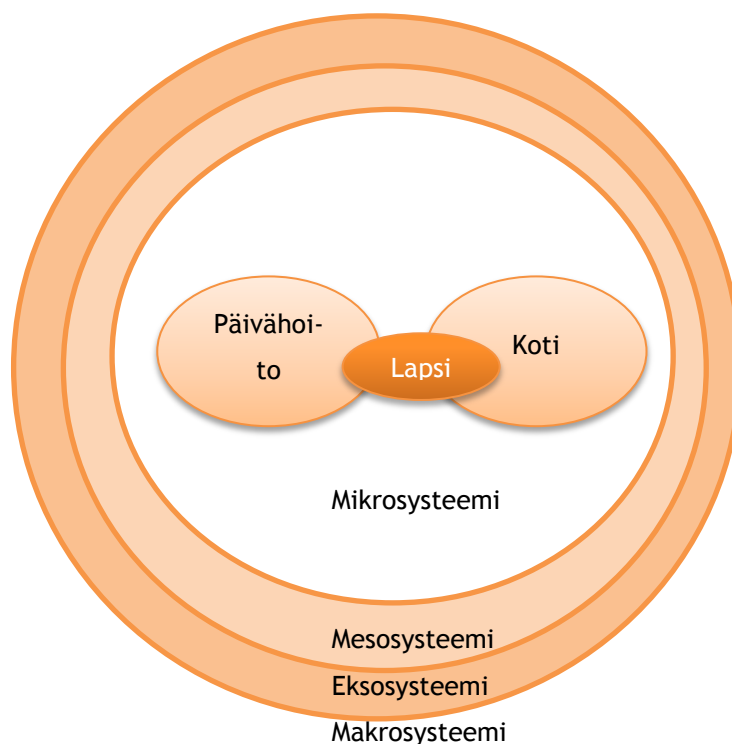 Päivähoi-
to
Lapsi
Koti
Mikrosysteemi
Mesosysteemi
Eksosysteemi
Makrosysteemi